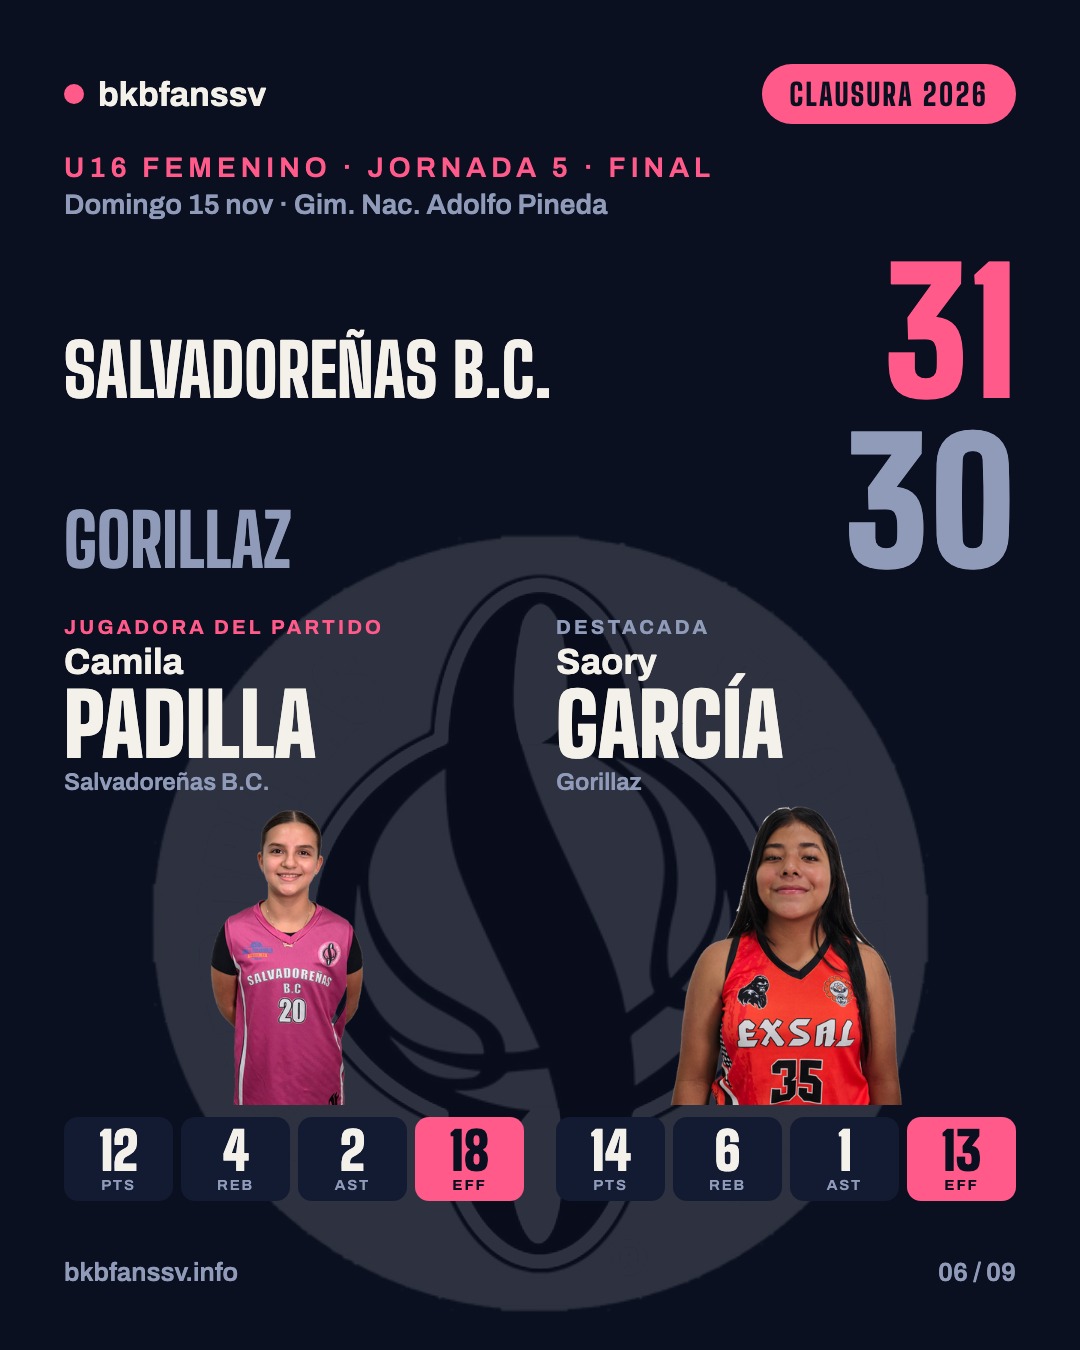 bkbfanssv
CLAUSURA 2026
U16 FEMENINO · JORNADA 5 · FINAL
Domingo 15 nov · Gim. Nac. Adolfo Pineda
SALVADOREÑAS B.C. 31
GORILLAZ 30
JUGADORA DEL PARTIDO
Camila
PADILLA
Salvadoreñas B.C.
DESTACADA
Saory
GARCÍA
Gorillaz
SALVADOREÑAS
B.C
20
EXSAL
35
12 4 2 18
PTS REB AST EFF
14 6 1 13
PTS REB AST EFF
bkbfanssv.info
06 / 09